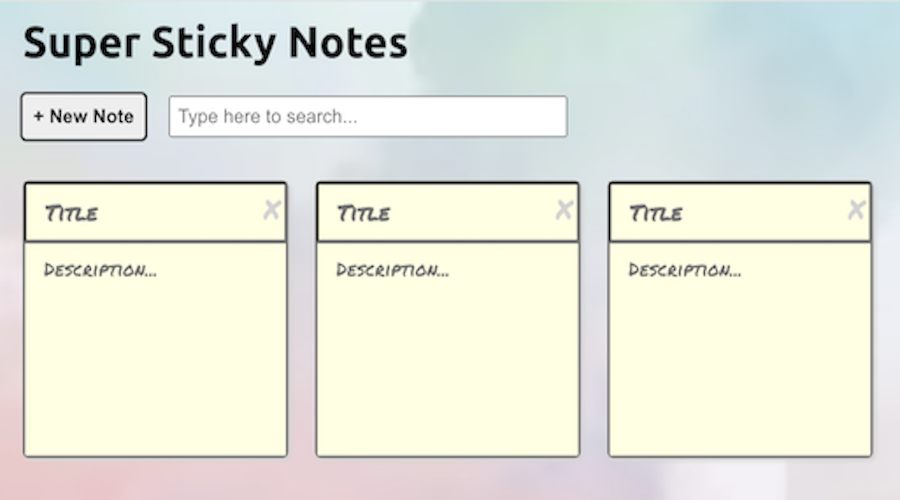 Super Sticky Notes
+ New Note
Type here to search...
Title
Title
Title
Description...
Description...
Description...